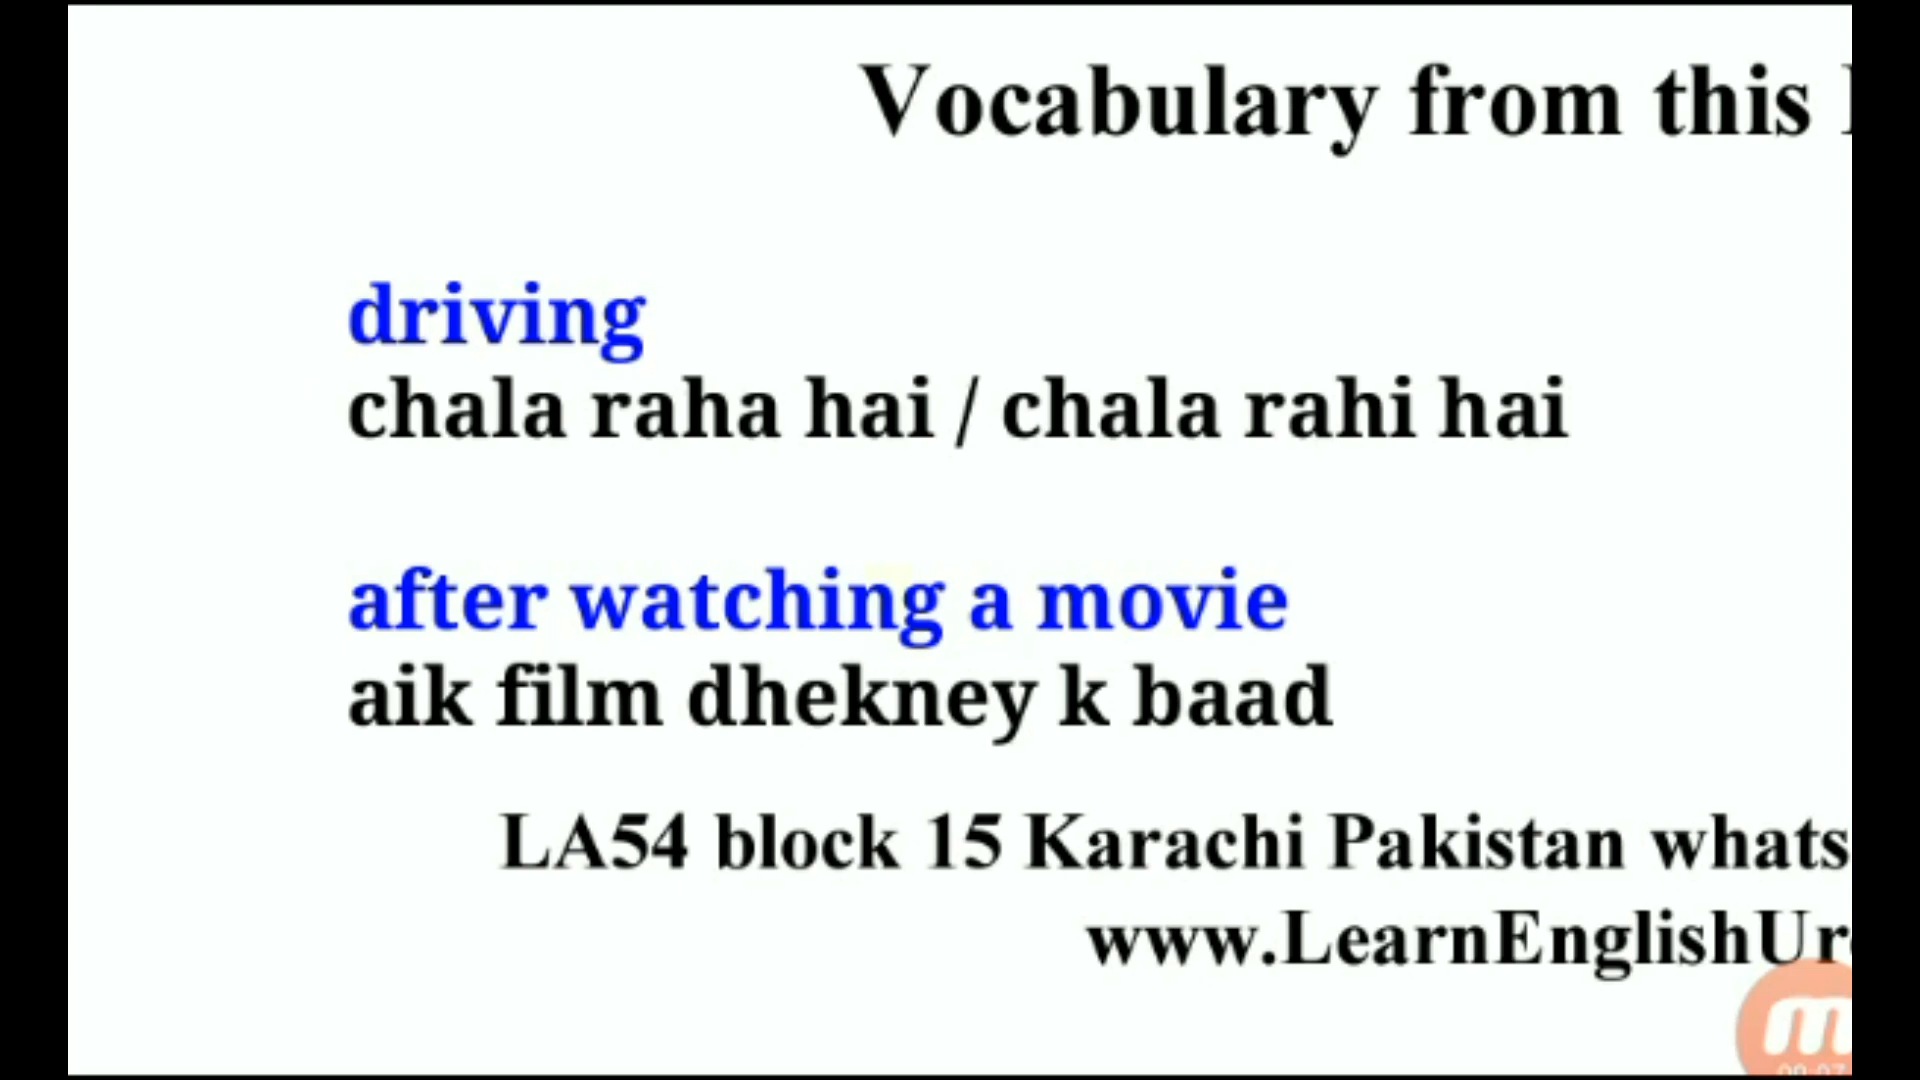 Vocabulary from this
driving
chala raha hai / chala rahi hai
after watching a movie
aik film dhekney k baad
LA54 block 15 Karachi Pakistan whats
www.LearnEnglishUr
m